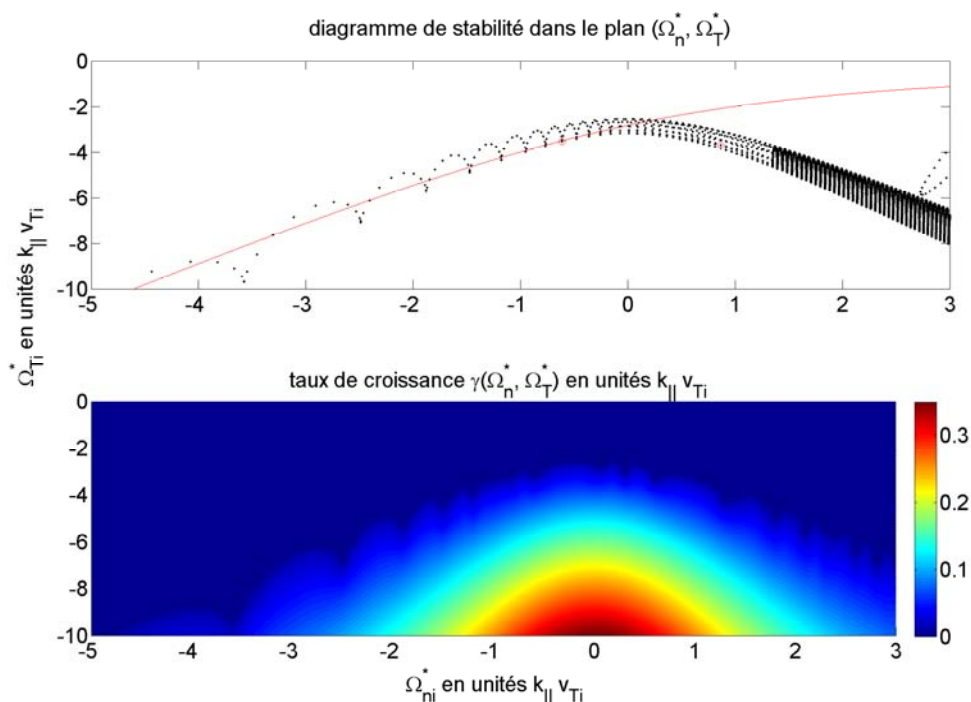 diagramme de stabilité dans le plan (Ω*n, Ω*T)
0
-2
-4
-6
-8
-10
-5 -4 -3 -2 -1 0 1 2 3
Ω*Ti en unités k|| vTi
taux de croissance γ(Ω*n, Ω*T) en unités k|| vTi
0
-2
-4
-6
-8
-10
-5 -4 -3 -2 -1 0 1 2 3
0.3
0.2
0.1
0
Ω*ni en unités k|| vTi